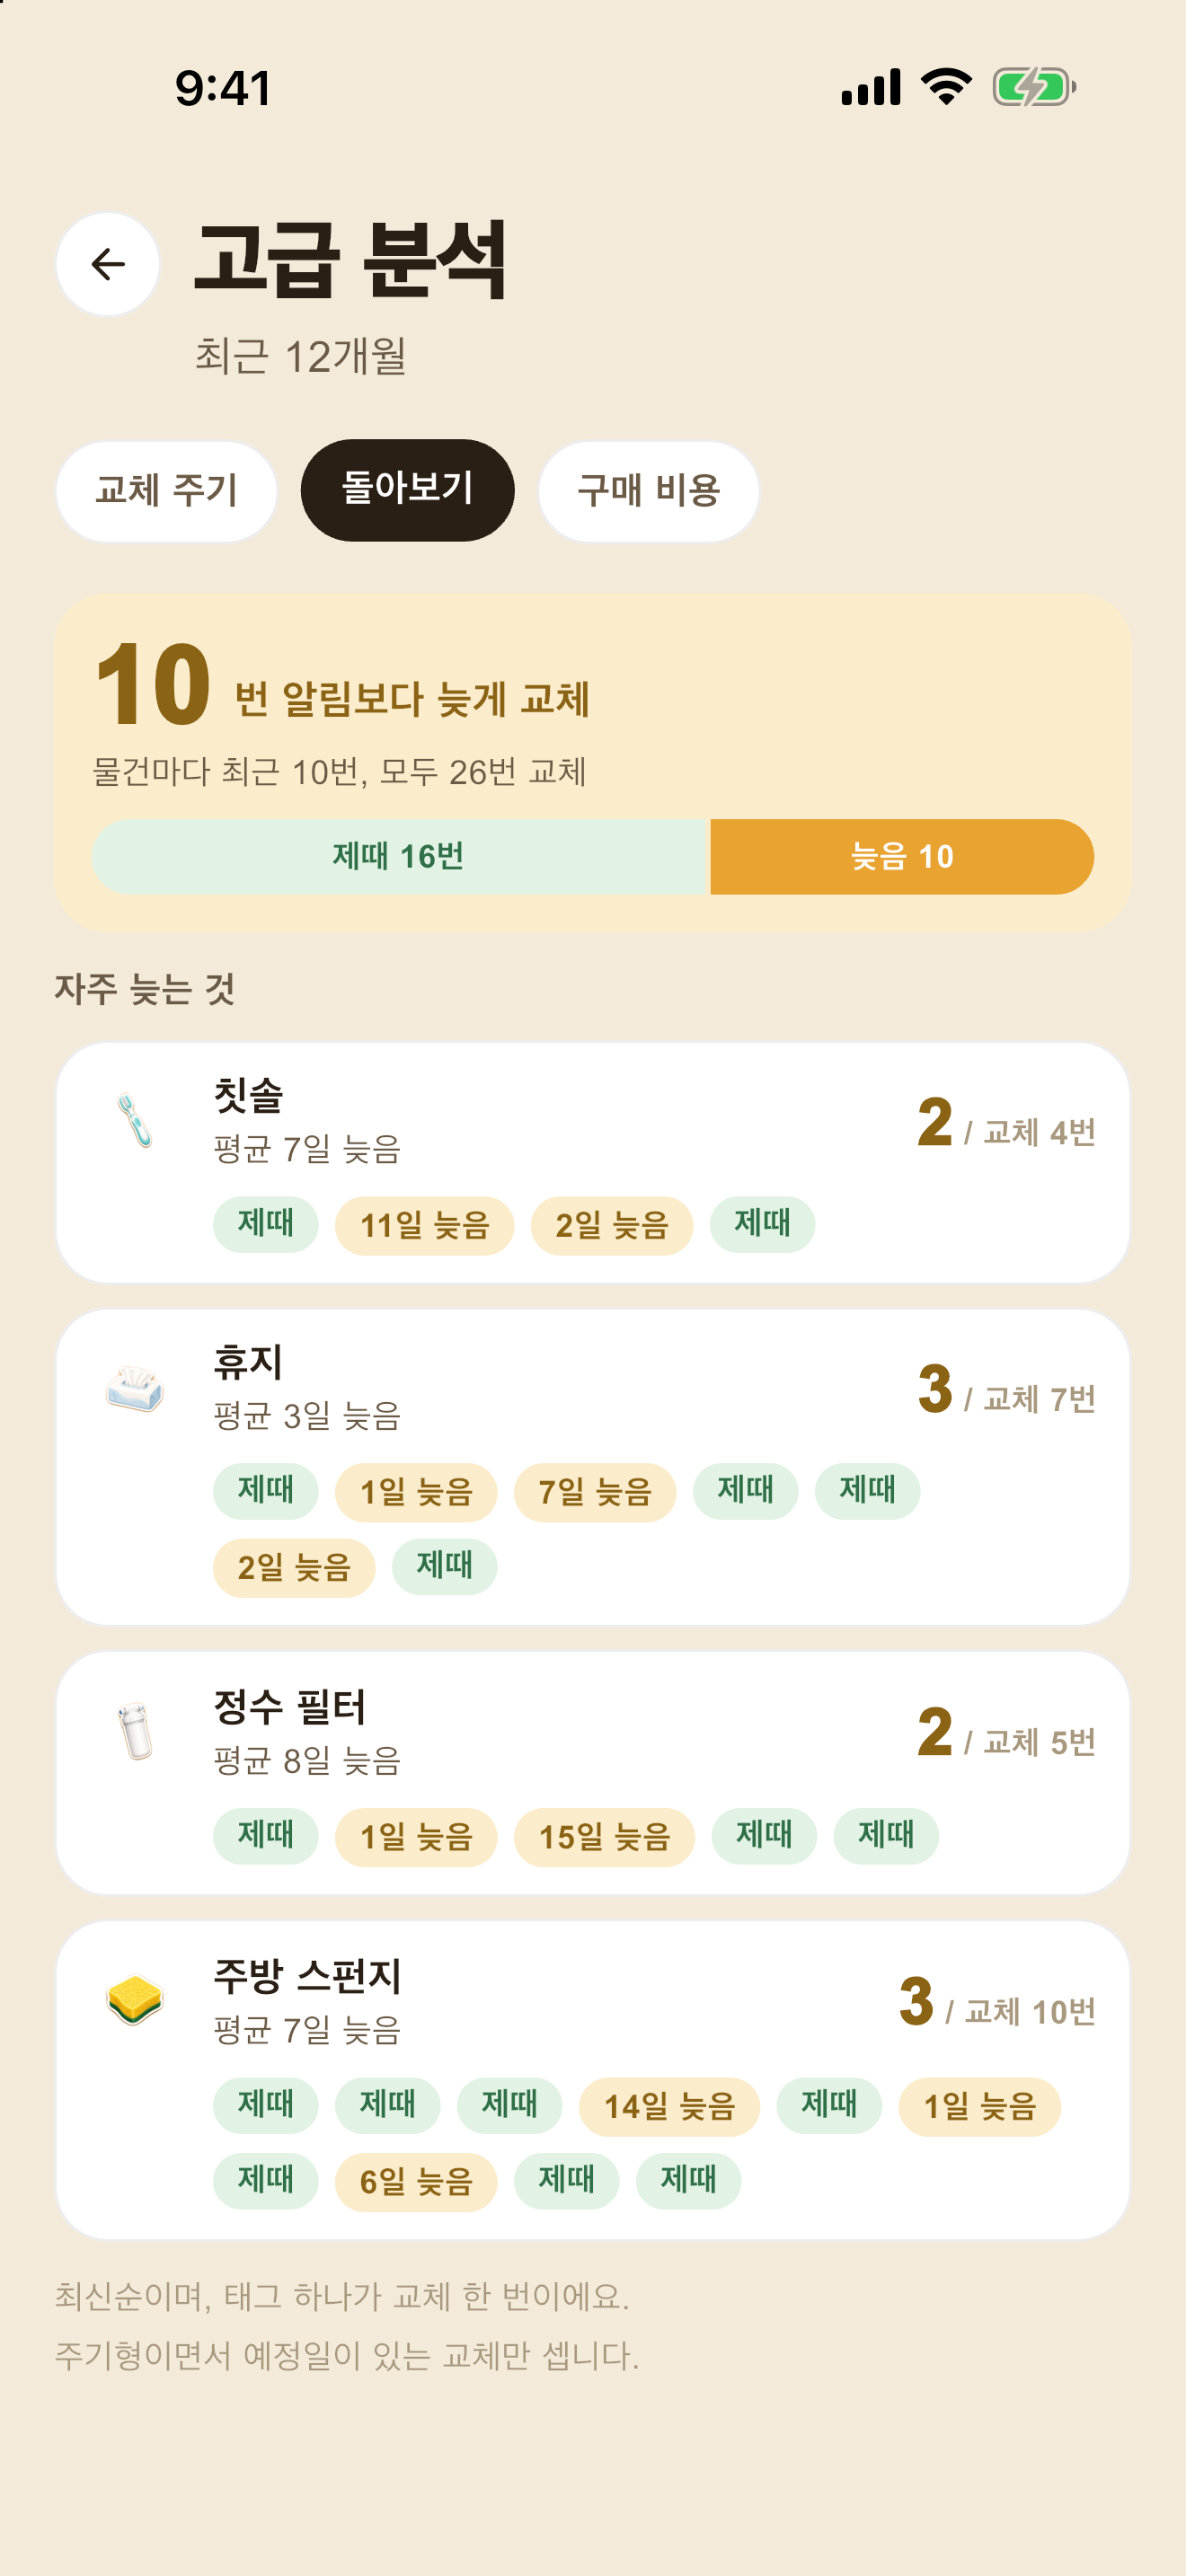 9:41
고급 분석
최근 12개월
교체 주기 돌아보기 구매 비용
10 번 알림보다 늦게 교체
물건마다 최근 10번, 모두 26번 교체
제때 16번 늦음 10
자주 늦는 것
칫솔
2 / 교체 4번
평균 7일 늦음
제때 11일 늦음 2일 늦음 제때
휴지
3 / 교체 7번
평균 3일 늦음
제때 1일 늦음 7일 늦음 제때 제때
2일 늦음 제때
정수 필터
2 / 교체 5번
평균 8일 늦음
제때 1일 늦음 15일 늦음 제때 제때
주방 스펀지
3 / 교체 10번
평균 7일 늦음
제때 제때 제때 14일 늦음 제때 1일 늦음
제때 6일 늦음 제때 제때
최신순이며, 태그 하나가 교체 한 번이에요.
주기형이면서 예정일이 있는 교체만 셉니다.